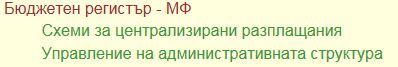 Бюджетен регистър - МФ
Схеми за централизирани разплащания
Управление на административната структура